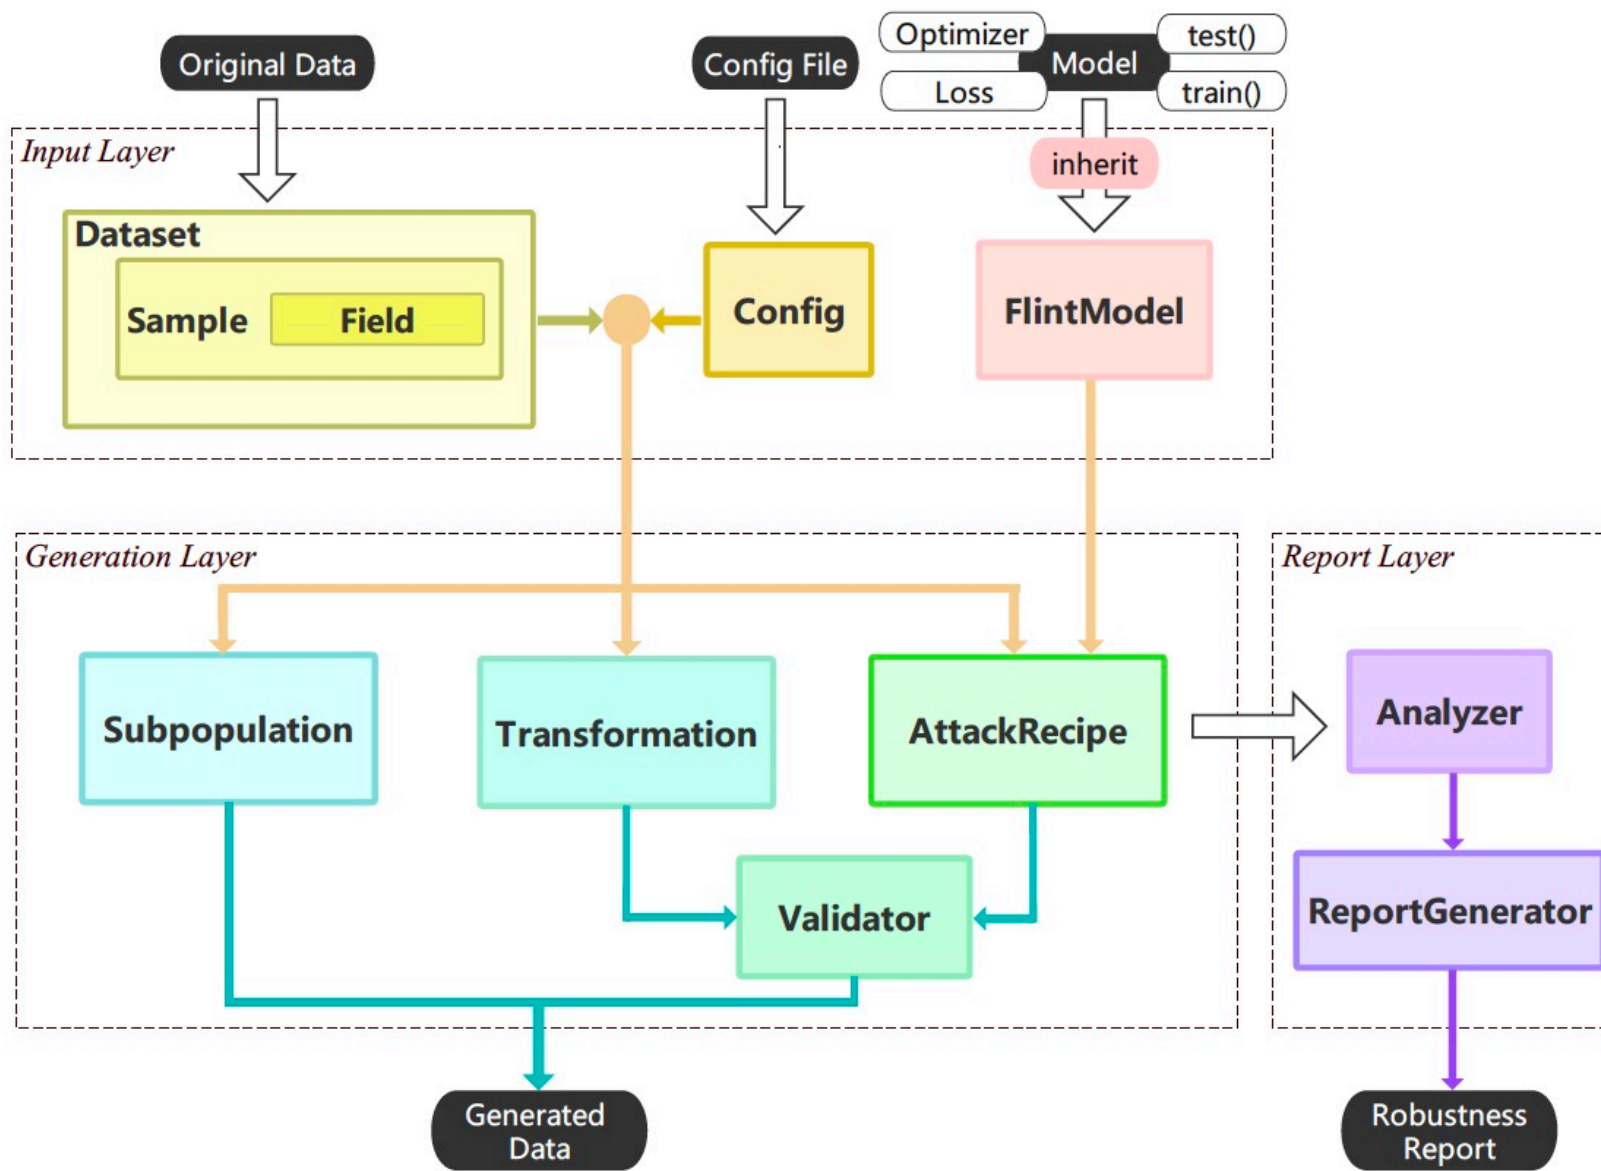 Original Data
Config File
Optimizer
Model
test()
Loss
train()
Input Layer
inherit
Dataset
Sample
Field
Config
FlintModel
Generation Layer
Report Layer
Subpopulation
Transformation
AttackRecipe
Analyzer
Validator
ReportGenerator
Generated
Data
Robustness
Report